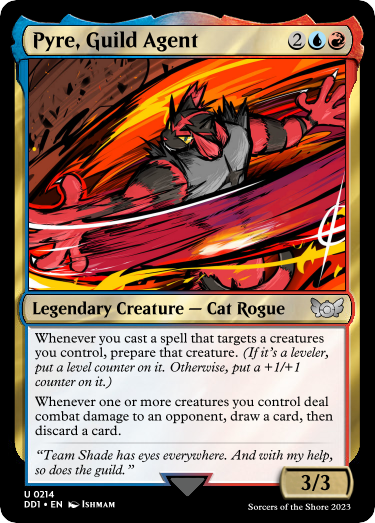 Pyre, Guild Agent 2
Legendary Creature — Cat Rogue
Whenever you cast a spell that targets a creatures
you control, prepare that creature. (If it's a leveler,
put a level counter on it. Otherwise, put a +1/+1
counter on it.)
Whenever one or more creatures you control deal
combat damage to an opponent, draw a card, then
discard a card.
“Team Shade has eyes everywhere. And with my help,
so does the guild.”
3/3
U 0214
DD1 • EN Ishmam
Sorcers of the Shore 2023